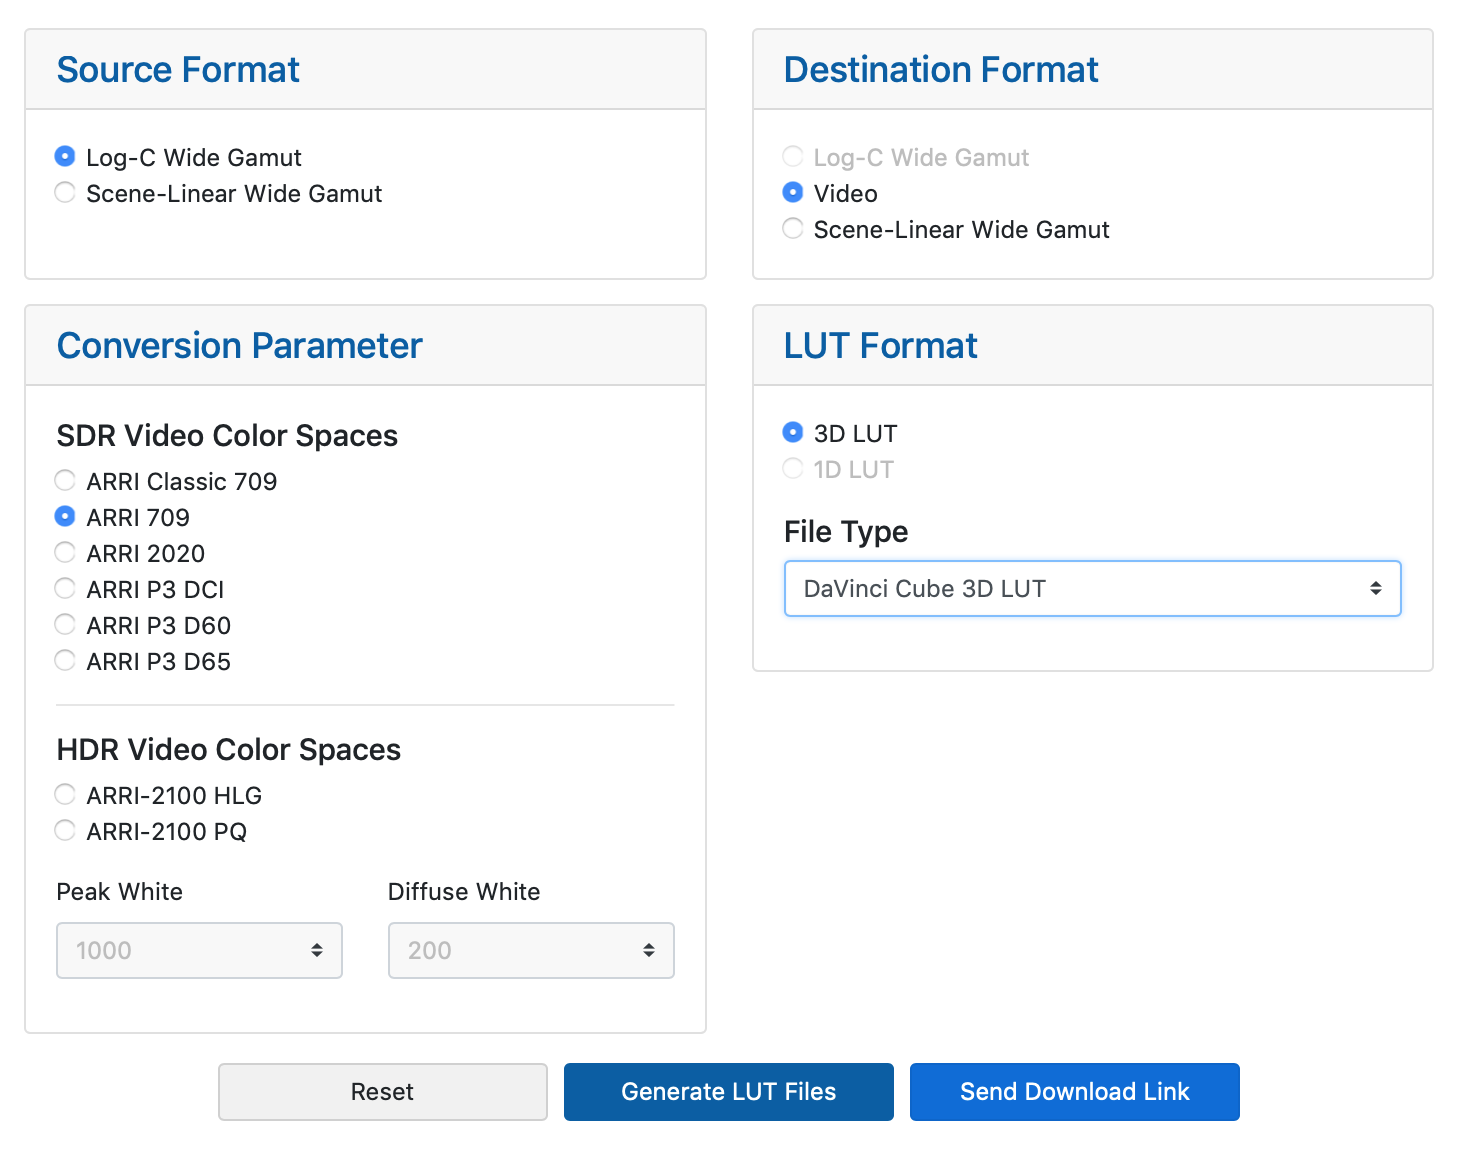 Source Format
Log-C Wide Gamut
Scene-Linear Wide Gamut
Destination Format
Log-C Wide Gamut
Video
Scene-Linear Wide Gamut
Conversion Parameter
SDR Video Color Spaces
ARRI Classic 709
ARRI 709
ARRI 2020
ARRI P3 DCI
ARRI P3 D60
ARRI P3 D65
HDR Video Color Spaces
ARRI-2100 HLG
ARRI-2100 PQ
Peak White
Diffuse White
1000
200
LUT Format
3D LUT
1D LUT
File Type
DaVinci Cube 3D LUT
Reset
Generate LUT Files
Send Download Link